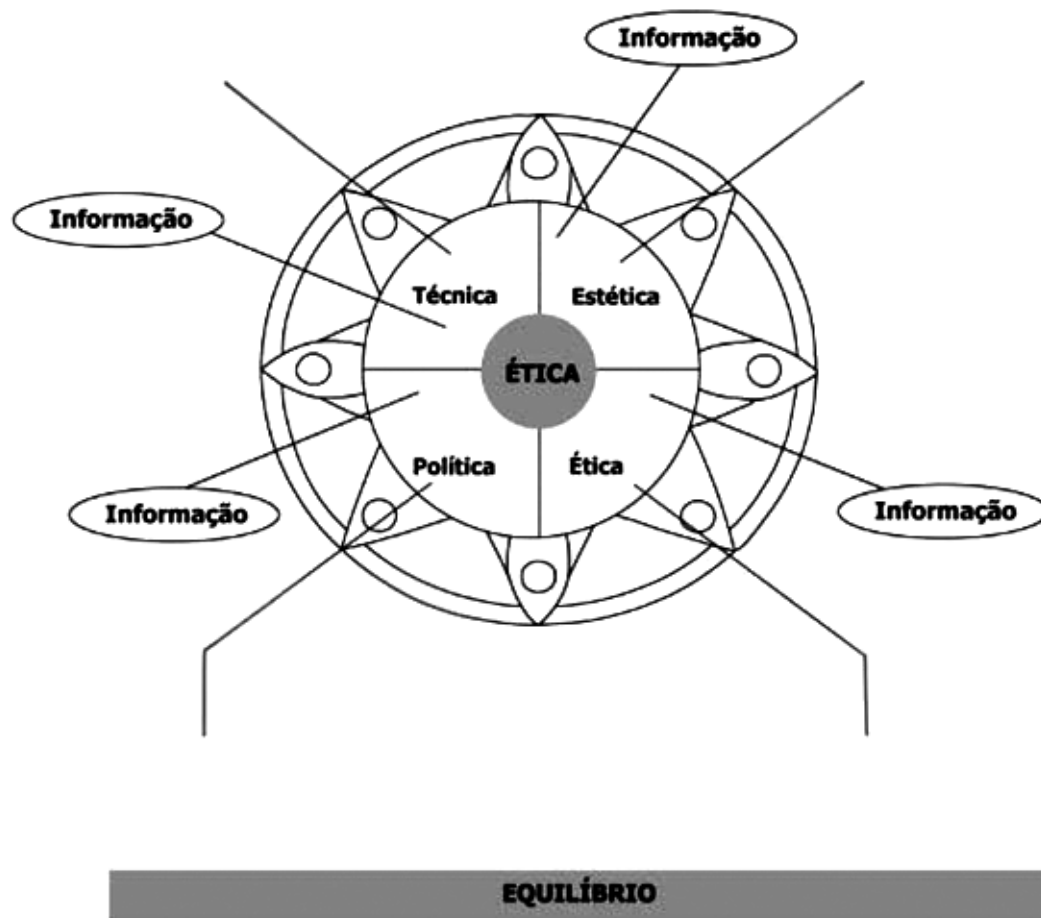 Informação
Informação
Técnica
Estética
ÉTICA
Política
Ética
Informação
Informação
EQUILÍBRIO